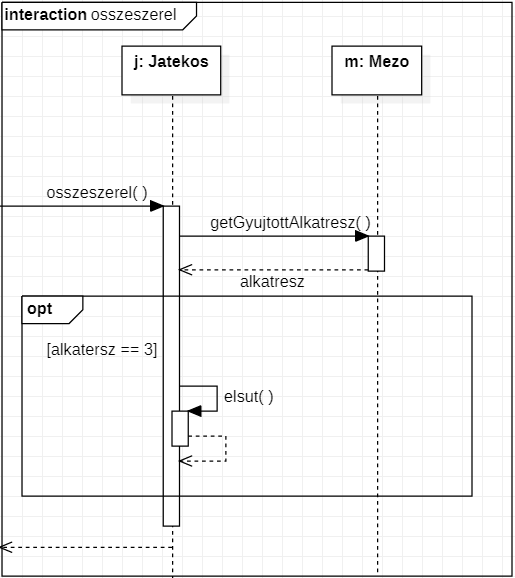 interaction osszeszerel
j: Jatekos
m: Mezo
osszeszerel( )
getGyujtottAlkatresz( )
alkatresz
opt
[alkatersz == 3]
elsut( )